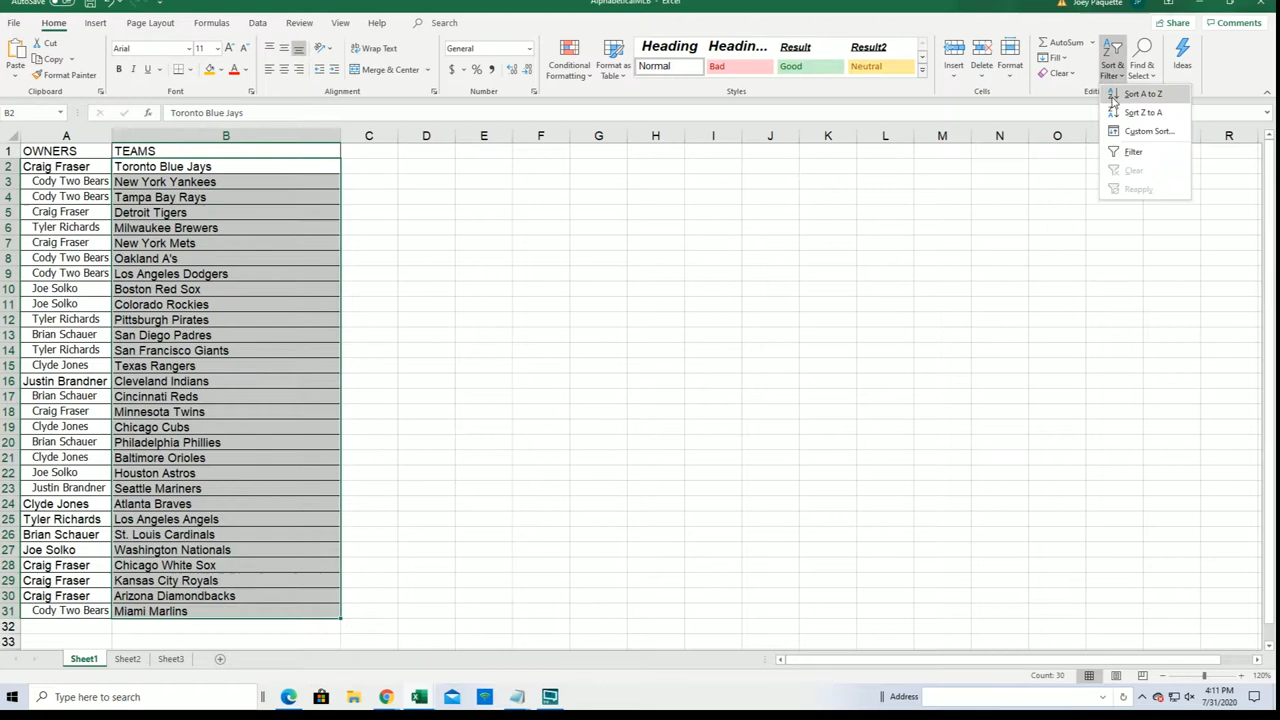 AutoSave Off AlphabeticalMLB - Excel Joey Paquette JP
File Home Insert Page Layout Formulas Data Review View Help Search Share Comments
Paste Cut Copy Format Painter Clipboard
Arial 11 A A B I U A Font
Wrap Text Merge & Center Alignment
General $ % Number
Conditional Formatting Format as Table
Heading Headin... Result Result2
Normal Bad Good Neutral
Styles
Insert Delete Format Cells
AutoSum Fill Clear
Sort & Filter Find & Select Ideas
Sort A to Z
Sort Z to A
Custom Sort...
Filter
Clear
Reapply
B2 fx Toronto Blue Jays
A B C D E F G H I J K L M N O R
1 OWNERS TEAMS
2 Craig Fraser Toronto Blue Jays
3 Cody Two Bears New York Yankees
4 Cody Two Bears Tampa Bay Rays
5 Craig Fraser Detroit Tigers
6 Tyler Richards Milwaukee Brewers
7 Craig Fraser New York Mets
8 Cody Two Bears Oakland A's
9 Cody Two Bears Los Angeles Dodgers
10 Joe Solko Boston Red Sox
11 Joe Solko Colorado Rockies
12 Tyler Richards Pittsburgh Pirates
13 Brian Schauer San Diego Padres
14 Tyler Richards San Francisco Giants
15 Clyde Jones Texas Rangers
16 Justin Brandner Cleveland Indians
17 Brian Schauer Cincinnati Reds
18 Craig Fraser Minnesota Twins
19 Clyde Jones Chicago Cubs
20 Brian Schauer Philadelphia Phillies
21 Clyde Jones Baltimore Orioles
22 Joe Solko Houston Astros
23 Justin Brandner Seattle Mariners
24 Clyde Jones Atlanta Braves
25 Tyler Richards Los Angeles Angels
26 Brian Schauer St. Louis Cardinals
27 Joe Solko Washington Nationals
28 Craig Fraser Chicago White Sox
29 Craig Fraser Kansas City Royals
30 Craig Fraser Arizona Diamondbacks
31 Cody Two Bears Miami Marlins
32
33
Sheet1 Sheet2 Sheet3
Count: 30 120%
Type here to search Address 4:11 PM
7/31/2020